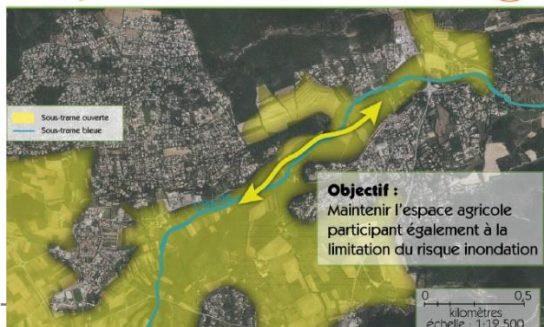 Sous-trame ouverte
Sous-trame bleue
Objectif :
Maintenir l'espace agricole
participant également à la
limitation du risque inondation
0 0,5
kilomètres
échelle : 1:12 500